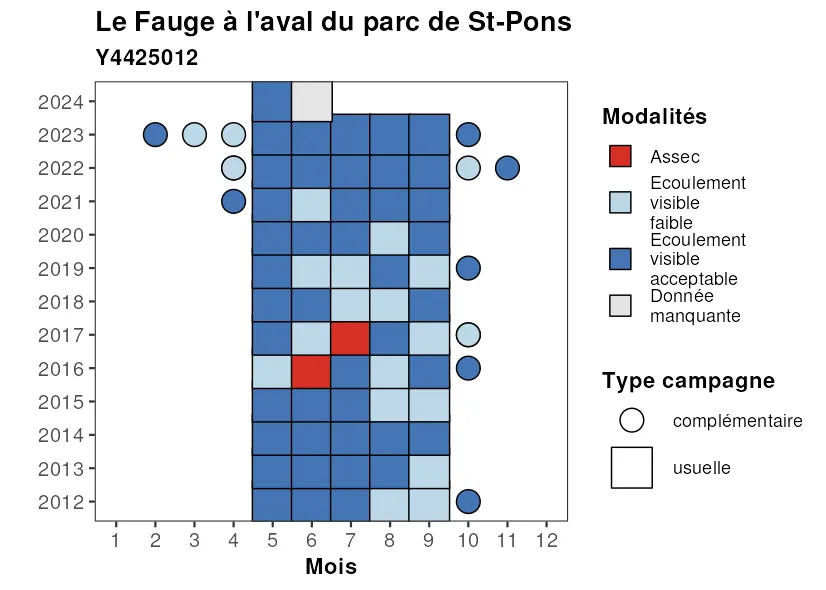 Le Fauge à l'aval du parc de St-Pons
Y4425012
2024
2023
2022
2021
2020
2019
2018
2017
2016
2015
2014
2013
2012
1 2 3 4 5 6 7 8 9 10 11 12
Mois
Modalités
Assec
Ecoulement
visible
faible
Ecoulement
visible
acceptable
Donnée
manquante
Type campagne
complémentaire
usuelle